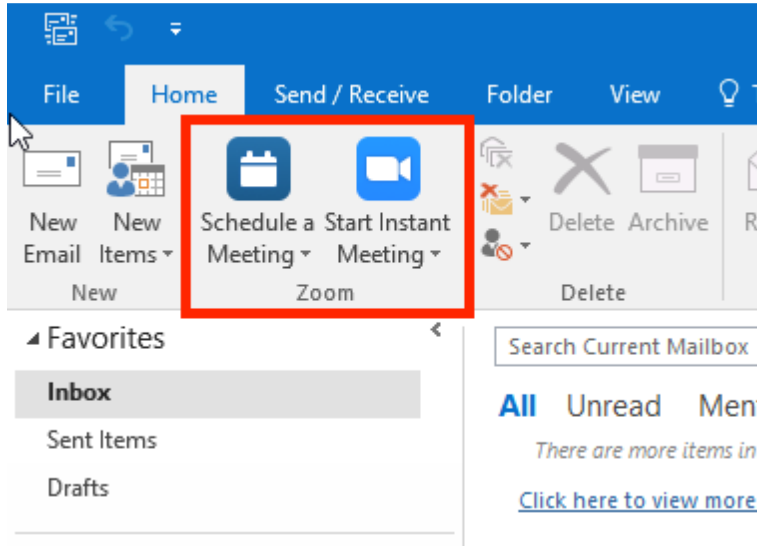 File Home Send / Receive Folder View
New Email
New Items
Schedule a Meeting
Start Instant Meeting
Delete
Archive
New
Zoom
Delete
Favorites
Inbox
Sent Items
Drafts
Search Current Mailbox
All Unread
There are more items in
Click here to view more